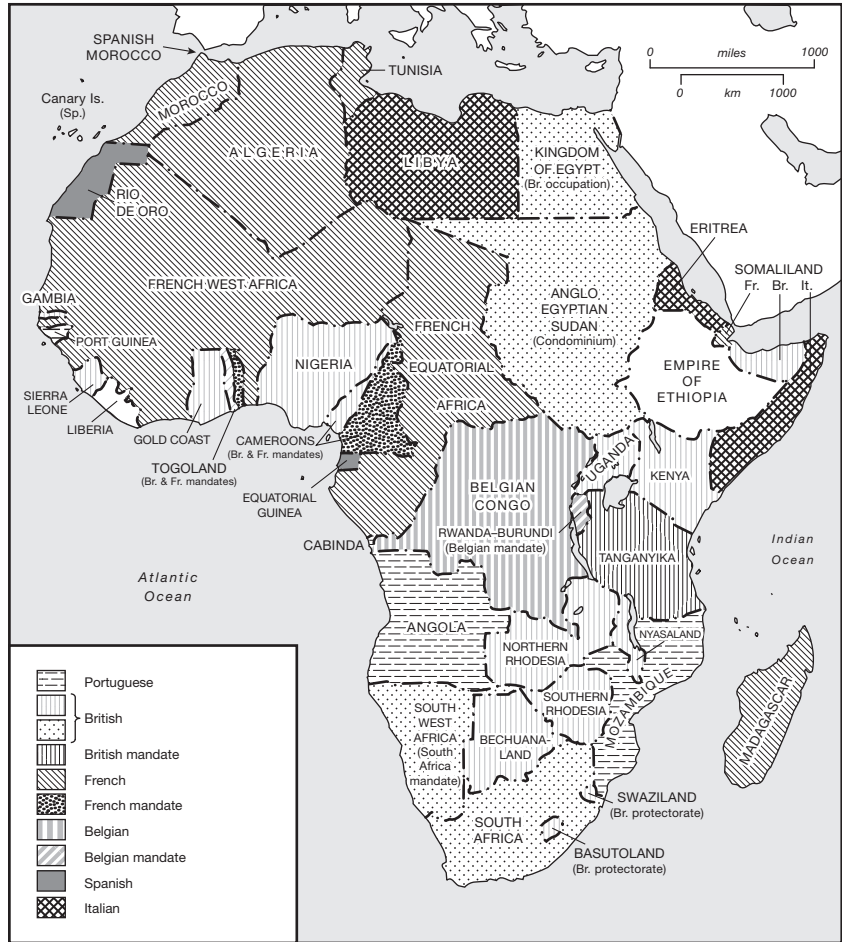 SPANISH
MOROCCO
TUNISIA
0 miles 1000
0 km 1000
Canary Is.
(Sp.)
MOROCCO
ALGERIA
LIBYA
KINGDOM
OF EGYPT
(Br. occupation)
RIO
DE ORO
ERITREA
SOMALILAND
Fr. Br. It.
FRENCH WEST AFRICA
GAMBIA
PORT GUINEA
ANGLO
EGYPTIAN
SUDAN
(Condominium)
FRENCH
EQUATORIAL
AFRICA
NIGERIA
EMPIRE
OF
ETHIOPIA
SIERRA
LEONE
LIBERIA
GOLD COAST
TOGOLAND
(Br. & Fr. mandates)
CAMEROONS
(Br. & Fr. mandates)
EQUATORIAL
GUINEA
UGANDA
KENYA
BELGIAN
CONGO
RWANDA–BURUNDI
(Belgian mandate)
CABINDA
TANGANYIKA
Indian
Ocean
Atlantic
Ocean
ANGOLA
NYASALAND
NORTHERN
RHODESIA
SOUTHERN
RHODESIA
MOZAMBIQUE
MADAGASCAR
SOUTH
WEST
AFRICA
(South
Africa
mandate)
BECHUANA-
LAND
SWAZILAND
(Br. protectorate)
SOUTH
AFRICA
BASUTOLAND
(Br. protectorate)
Portuguese
British
British mandate
French
French mandate
Belgian
Belgian mandate
Spanish
Italian